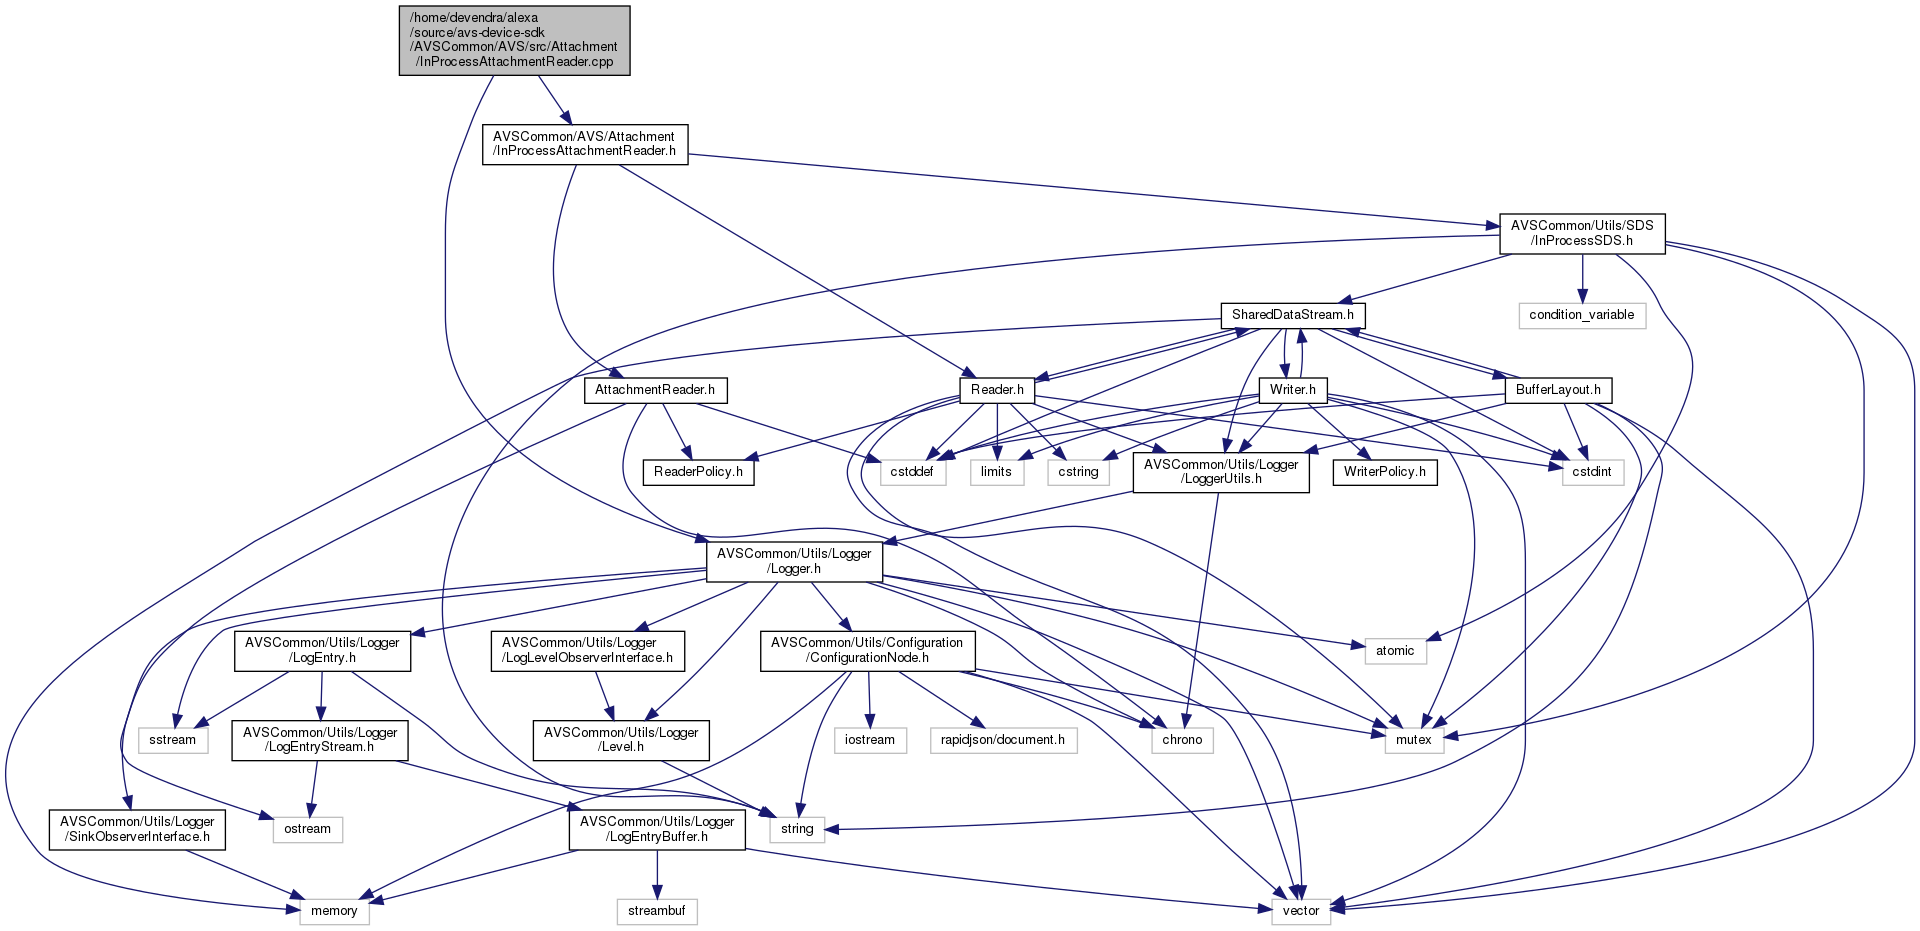 /home/devendra/alexa
/source/avs-device-sdk
/AVSCommon/AVS/src/Attachment
/InProcessAttachmentReader.cpp
AVSCommon/AVS/Attachment
/InProcessAttachmentReader.h
AVSCommon/Utils/SDS
/InProcessSDS.h
SharedDataStream.h
condition_variable
AttachmentReader.h
Reader.h
Writer.h
BufferLayout.h
ReaderPolicy.h
cstddef
limits
cstring
AVSCommon/Utils/Logger
/LoggerUtils.h
WriterPolicy.h
cstdint
AVSCommon/Utils/Logger
/Logger.h
AVSCommon/Utils/Logger
/LogEntry.h
AVSCommon/Utils/Logger
/LogLevelObserverInterface.h
AVSCommon/Utils/Configuration
/ConfigurationNode.h
atomic
sstream
AVSCommon/Utils/Logger
/LogEntryStream.h
AVSCommon/Utils/Logger
/Level.h
iostream
rapidjson/document.h
chrono
mutex
AVSCommon/Utils/Logger
/SinkObserverInterface.h
ostream
AVSCommon/Utils/Logger
/LogEntryBuffer.h
string
memory
streambuf
vector